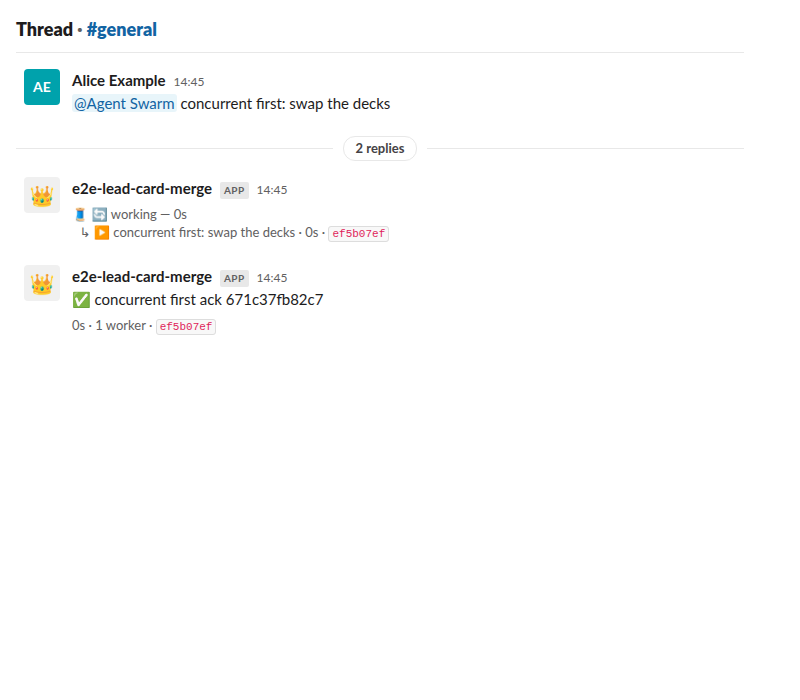 Thread • #general
AE
Alice Example 14:45
@Agent Swarm concurrent first: swap the decks
2 replies
e2e-lead-card-merge APP 14:45
🧵 🔄 working — 0s
↳ ▶️ concurrent first: swap the decks · 0s · ef5b07ef
e2e-lead-card-merge APP 14:45
✅ concurrent first ack 671c37fb82c7
0s · 1 worker · ef5b07ef